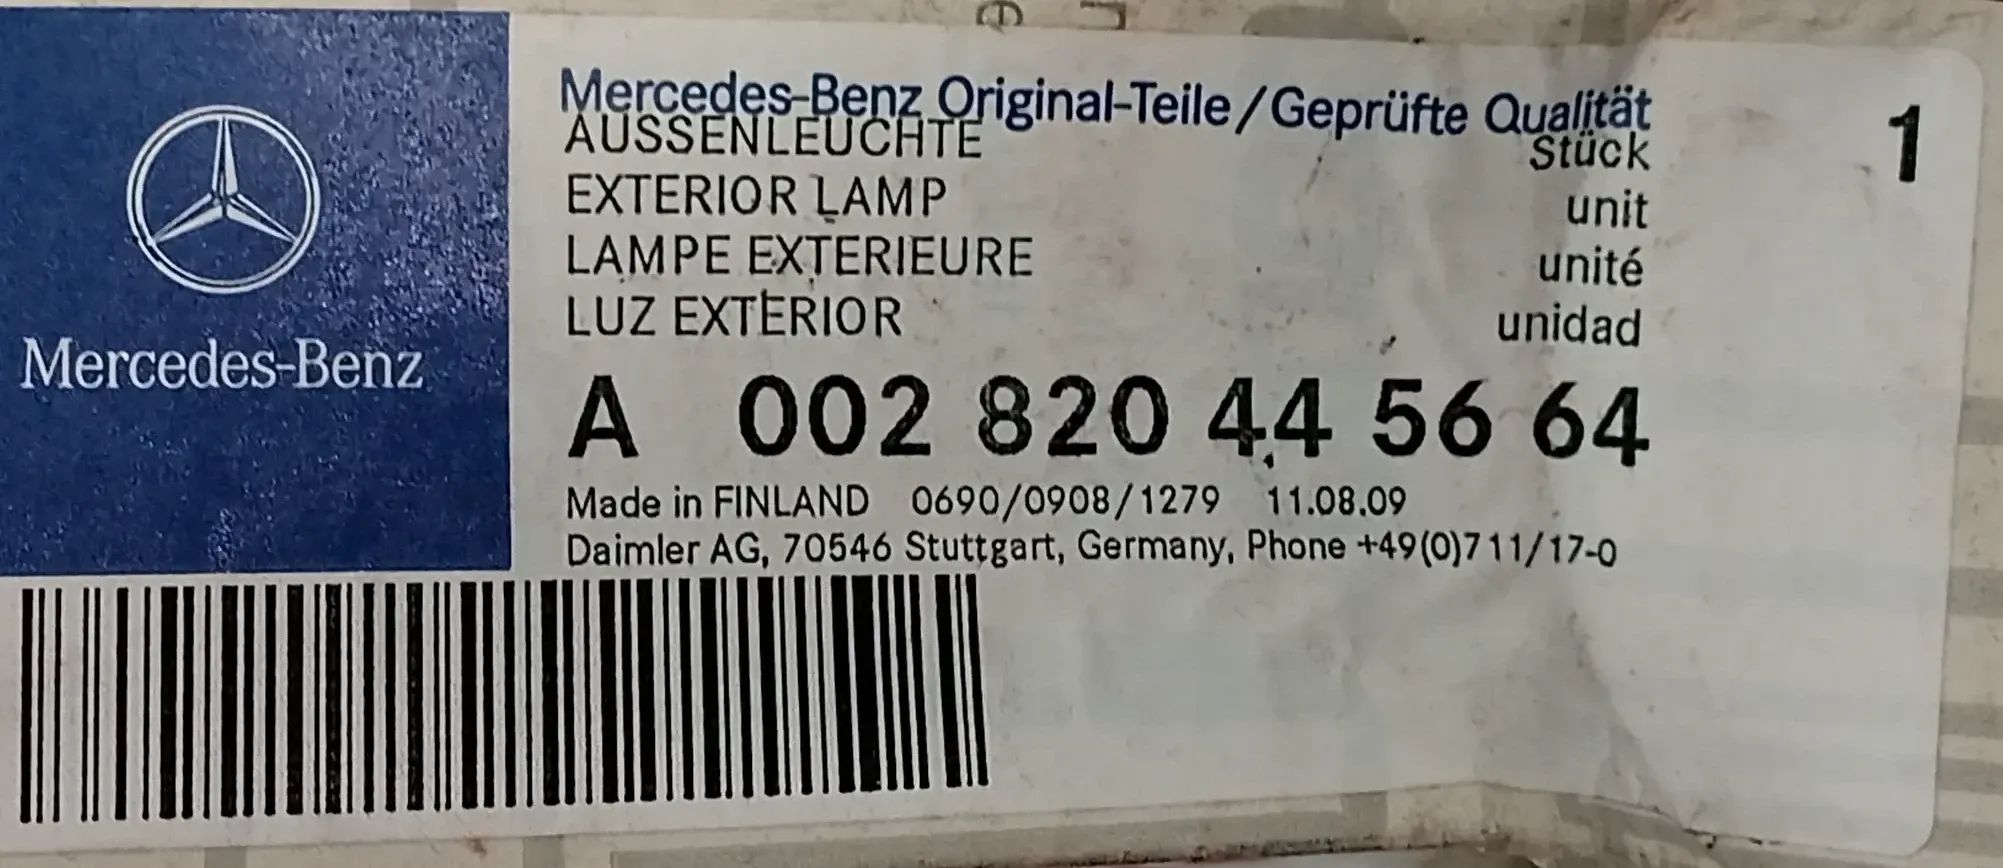 Mercedes-Benz
Mercedes-Benz Original-Teile/Geprüfte Qualität
1
AUSSENLEUCHTE Stück
EXTERIOR LAMP unit
LAMPE EXTERIEURE unité
LUZ EXTERIOR unidad
A 002 820 44 56 64
Made in FINLAND 0690/0908/1279 11.08.09
Daimler AG, 70546 Stuttgart, Germany, Phone +49(0)711/17-0